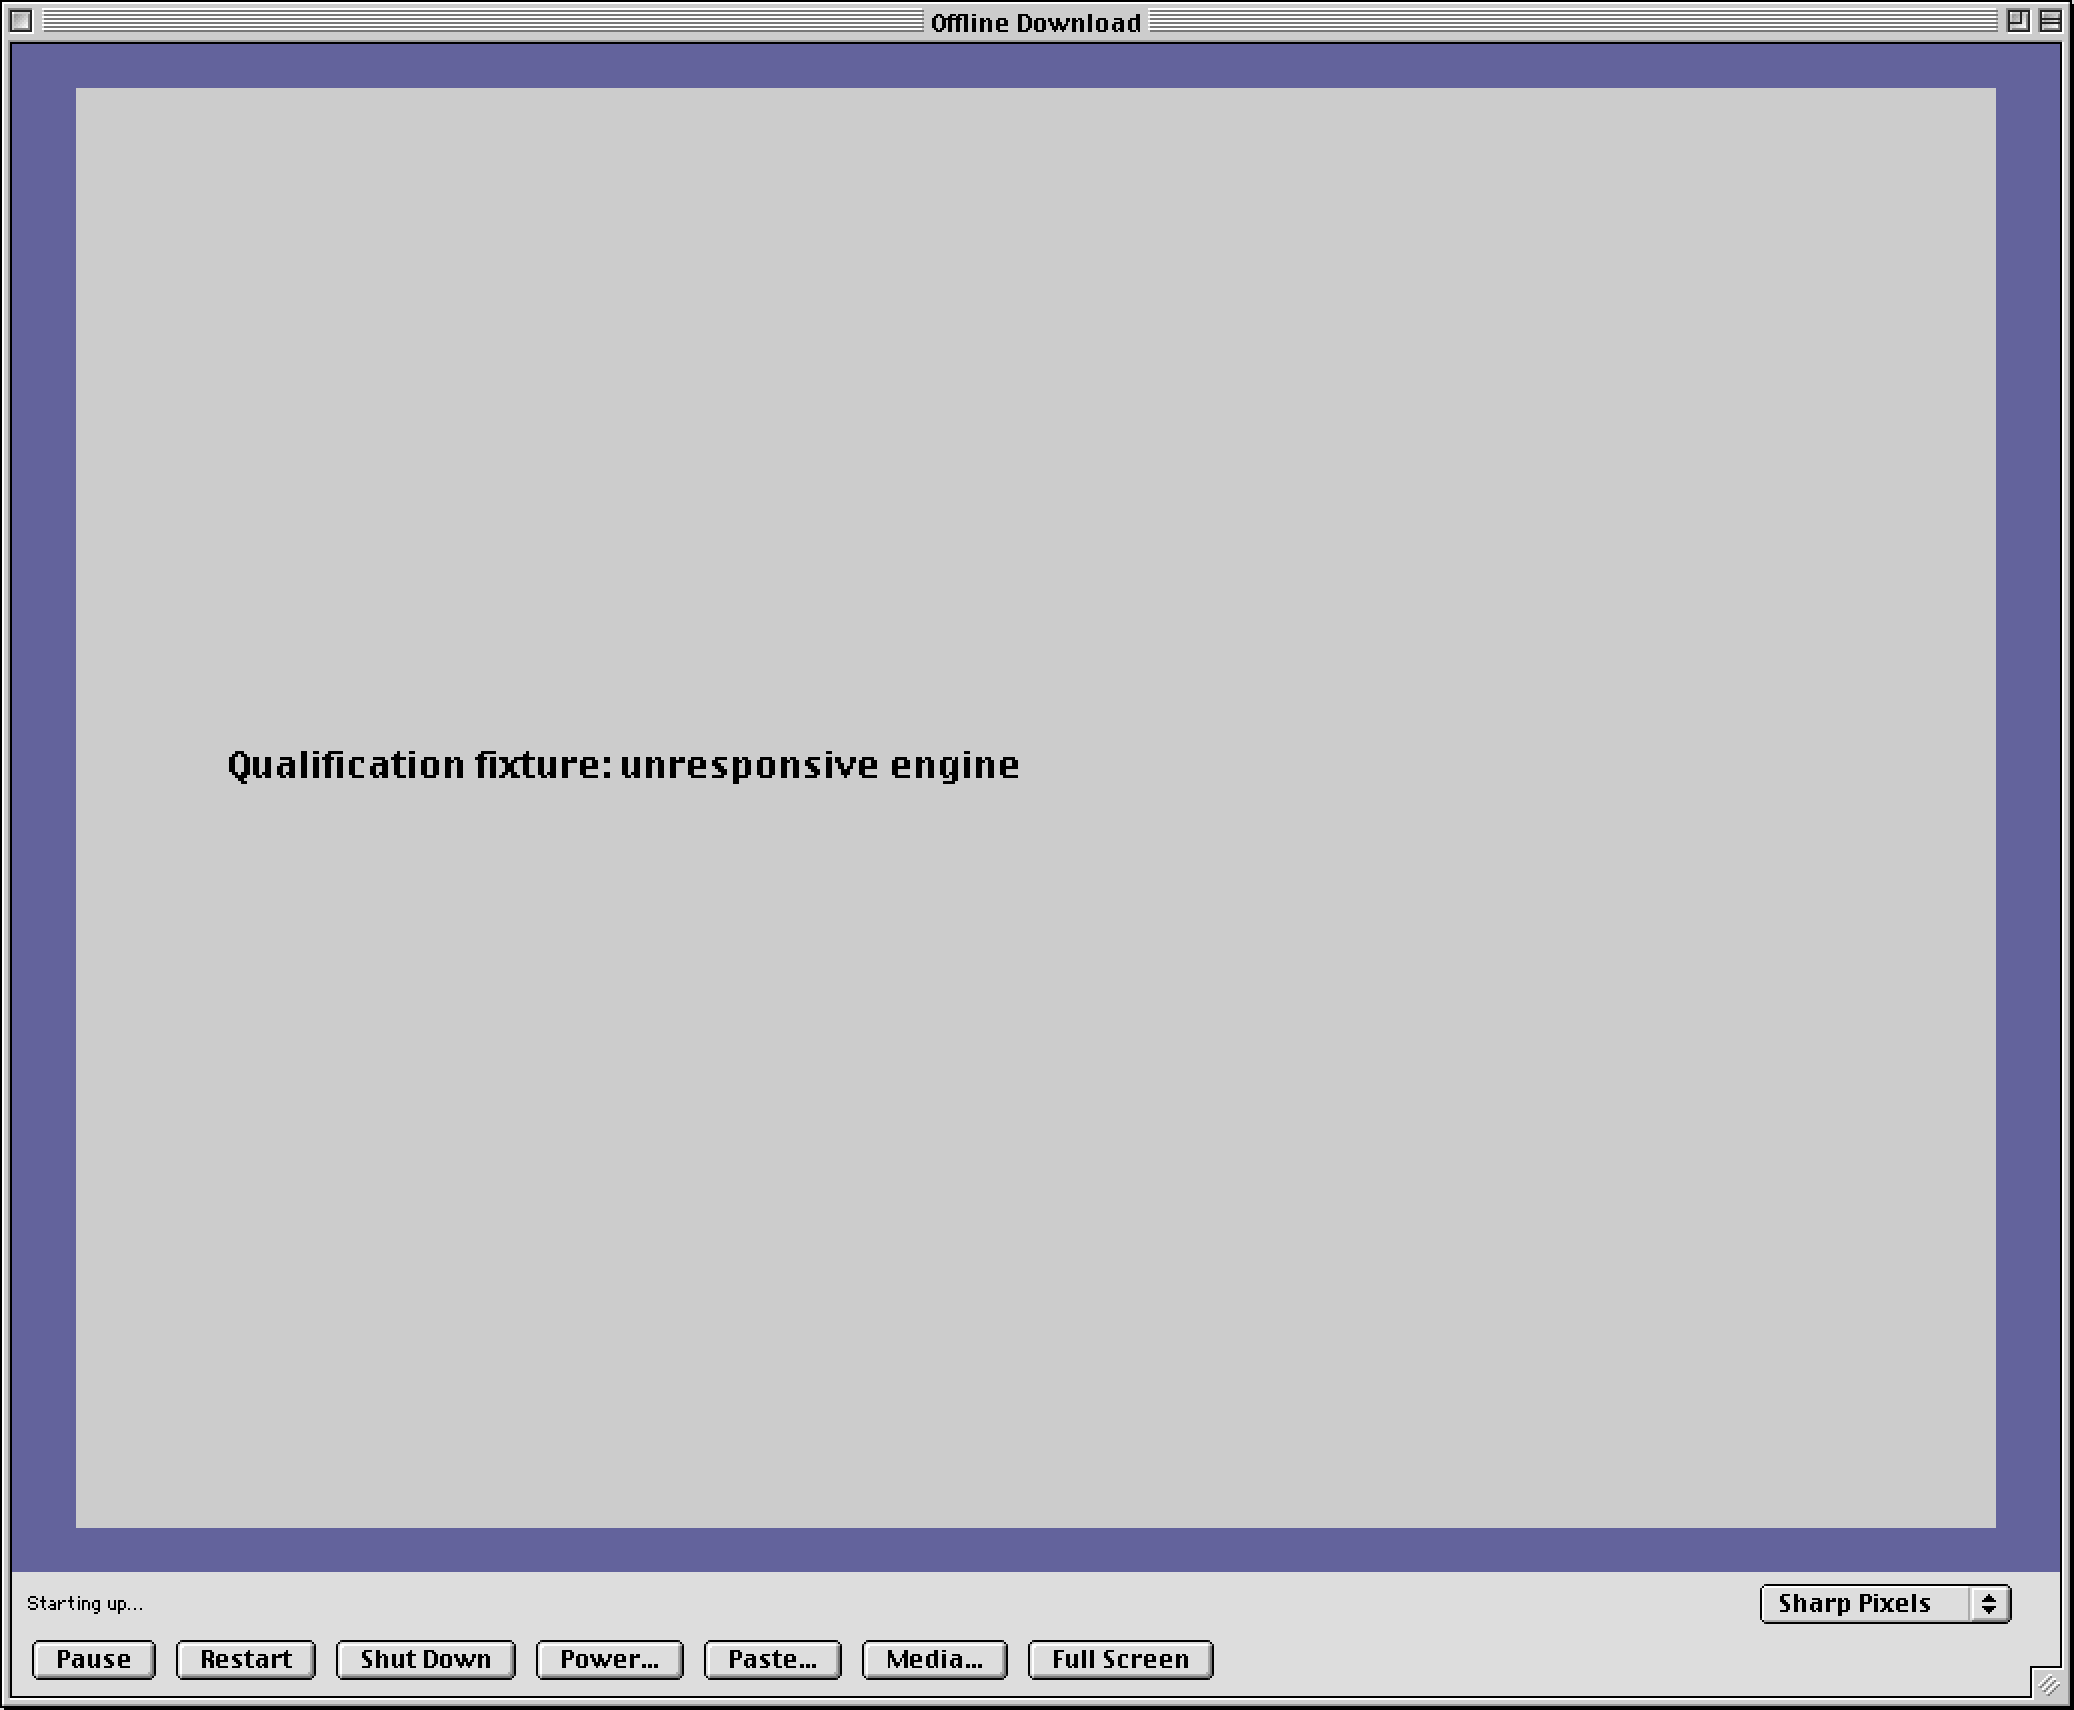 Offline Download
Qualification fixture: unresponsive engine
Starting up...
Sharp Pixels
Pause
Restart
Shut Down
Power...
Paste...
Media...
Full Screen